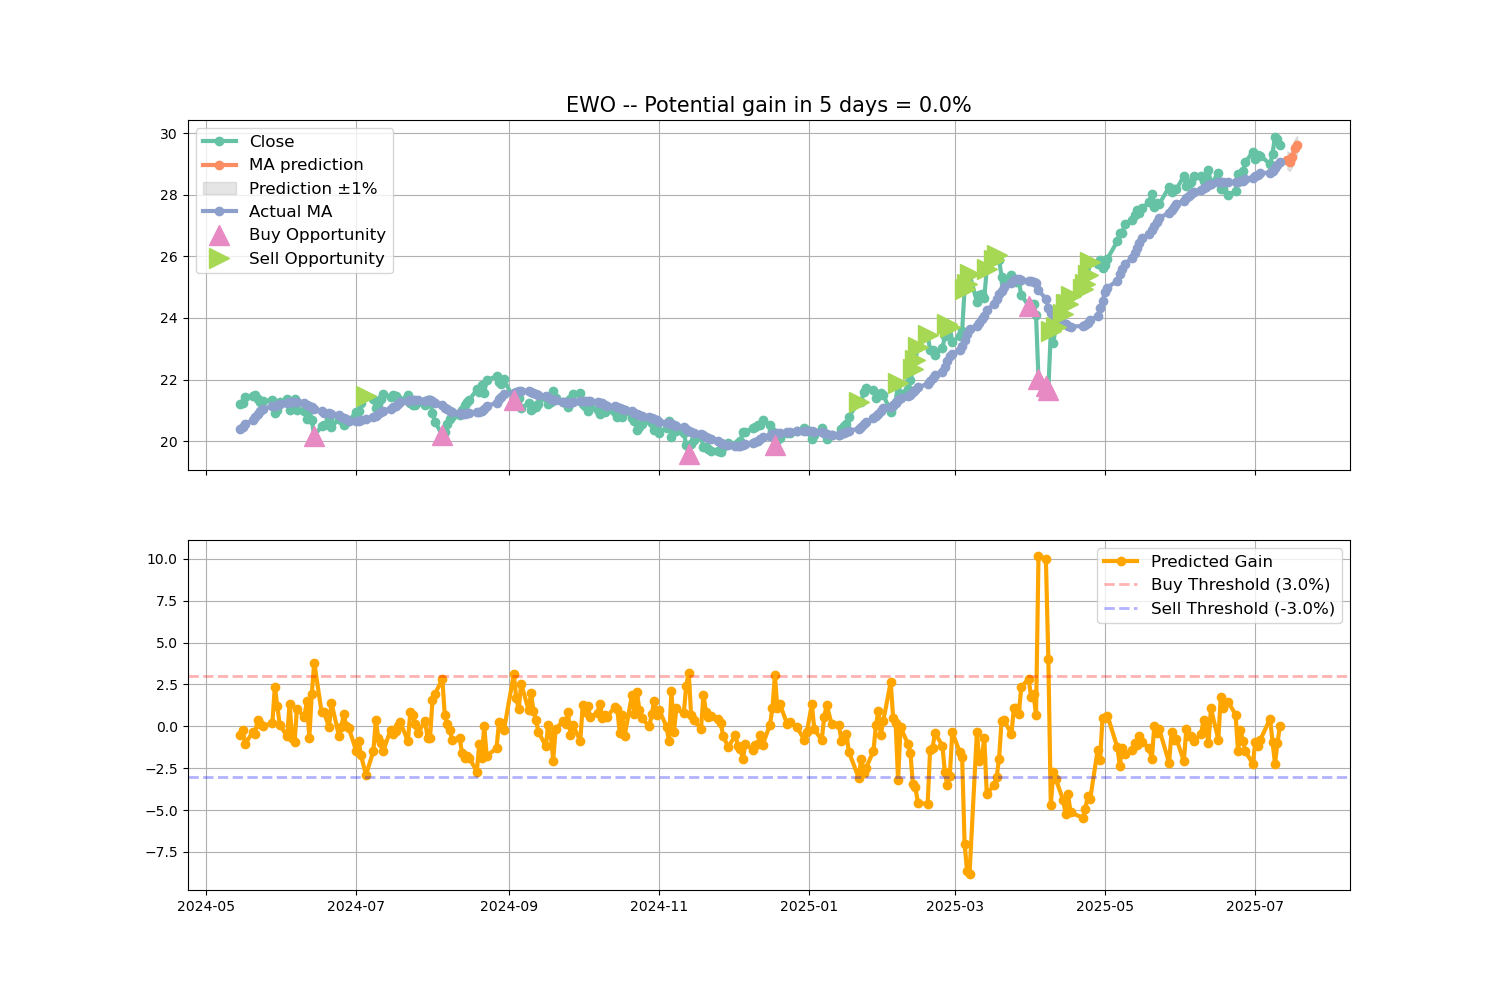 EWO -- Potential gain in 5 days = 0.0%
30
28
26
24
22
20
Close
MA prediction
Prediction ±1%
Actual MA
Buy Opportunity
Sell Opportunity
10.0
7.5
5.0
2.5
0.0
−2.5
−5.0
−7.5
Predicted Gain
Buy Threshold (3.0%)
Sell Threshold (-3.0%)
2024-05 2024-07 2024-09 2024-11 2025-01 2025-03 2025-05 2025-07